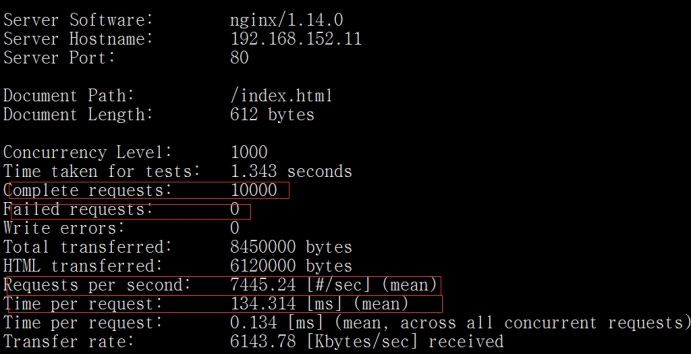 Server Software: nginx/1.14.0
Server Hostname: 192.168.152.11
Server Port: 80
Document Path: /index.html
Document Length: 612 bytes
Concurrency Level: 1000
Time taken for tests: 1.343 seconds
Complete requests: 10000
Failed requests: 0
Write errors: 0
Total transferred: 8450000 bytes
HTML transferred: 6120000 bytes
Requests per second: 7445.24 [#/sec] (mean)
Time per request: 134.314 [ms] (mean)
Time per request: 0.134 [ms] (mean, across all concurrent requests)
Transfer rate: 6143.78 [Kbytes/sec] received